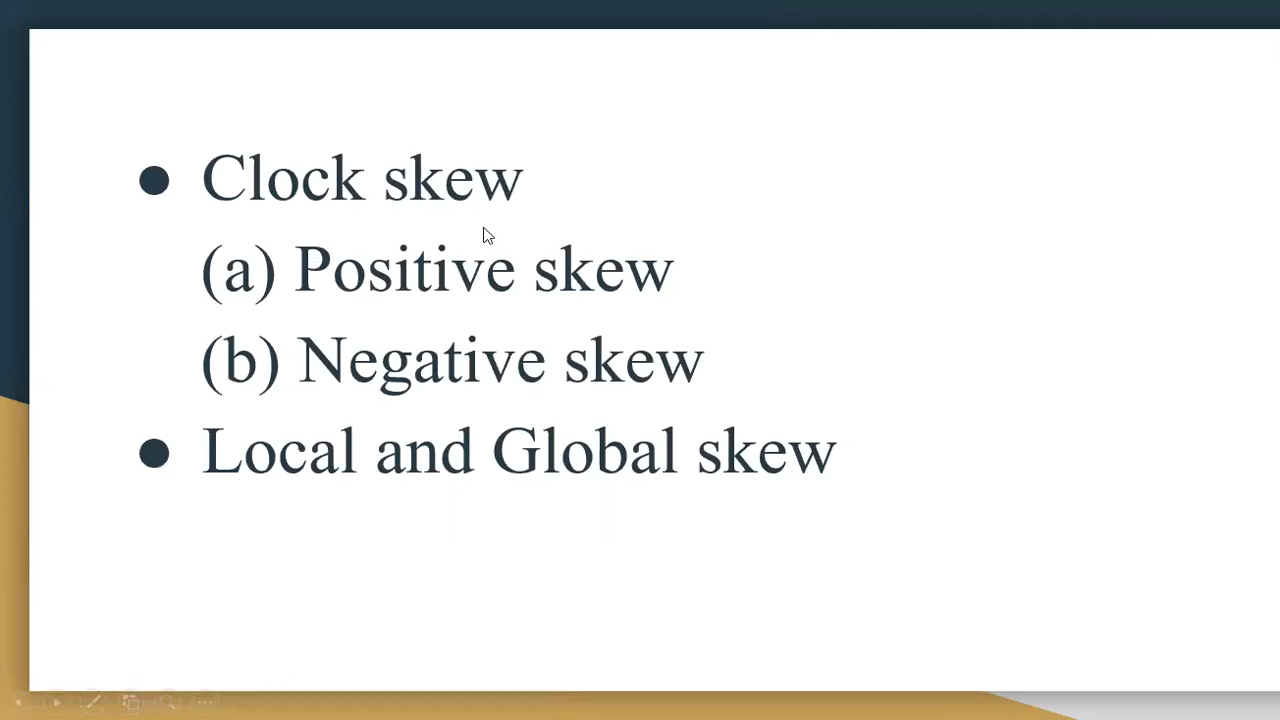 ● Clock skew
(a) Positive skew
(b) Negative skew
● Local and Global skew